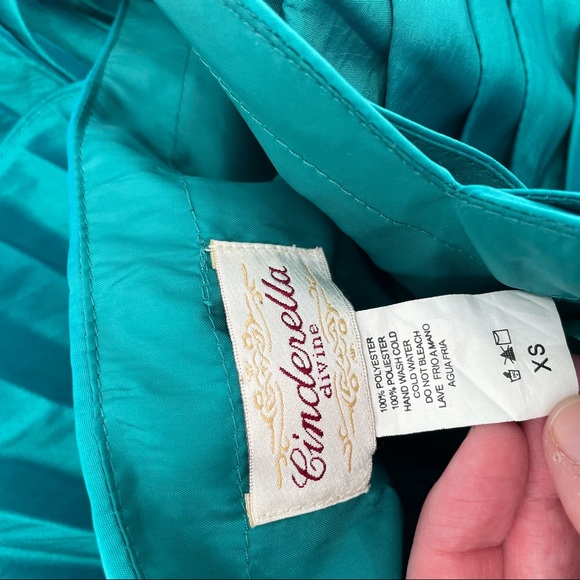 Cinderella
divine
100% POLYESTER
100% POLIESTER
HAND WASH COLD
COLD WATER
DO NOT BLEACH
LAVE FRIO A MANO
AGUA FRIA
XS